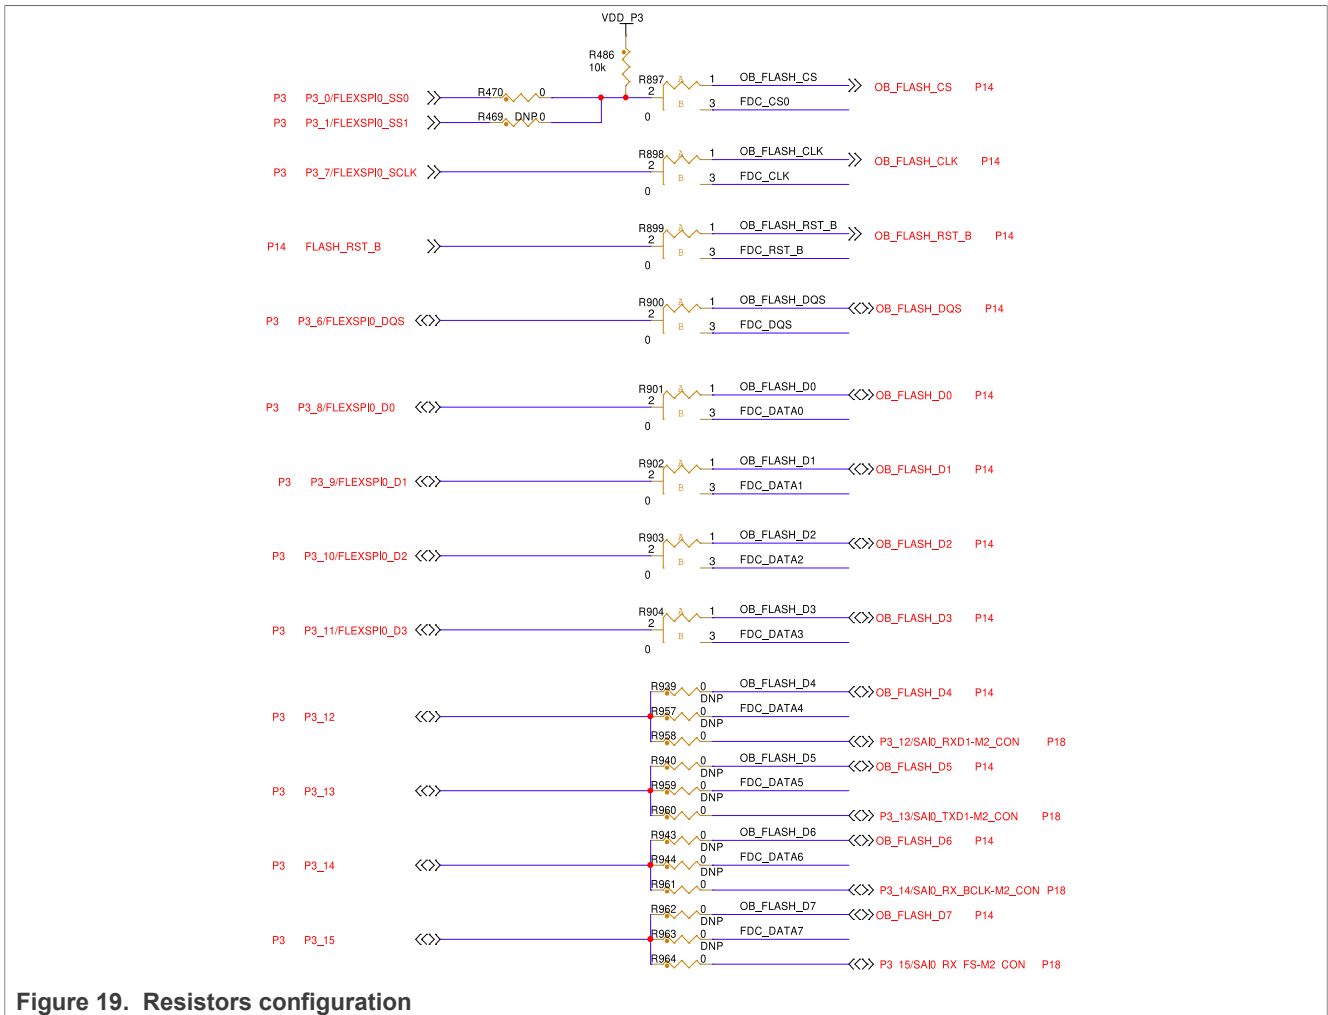 VDD_P3
R486
10k
R897 A 1 OB_FLASH_CS OB_FLASH_CS P14
P3 P3_0/FLEXSPI0_SS0 R470 0 2 B 3 FDC_CS0
0
P3 P3_1/FLEXSPI0_SS1 R469 DNP 0
R898 A 1 OB_FLASH_CLK OB_FLASH_CLK P14
P3 P3_7/FLEXSPI0_SCLK 2 B 3 FDC_CLK
0
R899 A 1 OB_FLASH_RST_B OB_FLASH_RST_B P14
P14 FLASH_RST_B 2 B 3 FDC_RST_B
0
R900 A 1 OB_FLASH_DQS OB_FLASH_DQS P14
P3 P3_6/FLEXSPI0_DQS 2 B 3 FDC_DQS
0
R901 A 1 OB_FLASH_D0 OB_FLASH_D0 P14
P3 P3_8/FLEXSPI0_D0 2 B 3 FDC_DATA0
0
R902 A 1 OB_FLASH_D1 OB_FLASH_D1 P14
P3 P3_9/FLEXSPI0_D1 2 B 3 FDC_DATA1
0
R903 A 1 OB_FLASH_D2 OB_FLASH_D2 P14
P3 P3_10/FLEXSPI0_D2 2 B 3 FDC_DATA2
0
R904 A 1 OB_FLASH_D3 OB_FLASH_D3 P14
P3 P3_11/FLEXSPI0_D3 2 B 3 FDC_DATA3
0
R939 0 OB_FLASH_D4 OB_FLASH_D4 P14
DNP
P3 P3_12 R957 0 FDC_DATA4
DNP
R958 0 P3_12/SAI0_RXD1-M2_CON P18
R940 0 OB_FLASH_D5 OB_FLASH_D5 P14
DNP
P3 P3_13 R959 0 FDC_DATA5
DNP
R960 0 P3_13/SAI0_TXD1-M2_CON P18
R943 0 OB_FLASH_D6 OB_FLASH_D6 P14
DNP
P3 P3_14 R944 0 FDC_DATA6
DNP
R961 0 P3_14/SAI0_RX_BCLK-M2_CON P18
R962 0 OB_FLASH_D7 OB_FLASH_D7 P14
DNP
P3 P3_15 R963 0 FDC_DATA7
DNP
R964 0 P3_15/SAI0_RX_FS-M2_CON P18
Figure 19. Resistors configuration